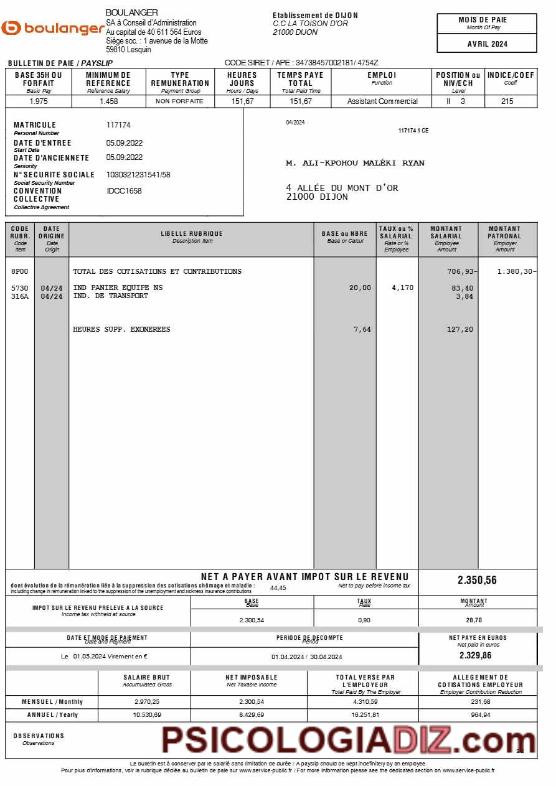 boulanger
BOULANGER
SA à Conseil d'Administration
Au capital de 40 611 564 Euros
Siège soc. : 1 avenue de la Motte
59810 Lesquin
Etablissement de DIJON
C.C LA TOISON D'OR
21000 DIJON
MOIS DE PAIE
Month Of Pay
AVRIL 2024
BULLETIN DE PAIE / PAYSLIP
CODE SIRET / APE : 34738457002181/ 4754Z
BASE 35H OU FORFAIT Basic Pay
MINIMUM DE REFERENCE Reference Salary
TYPE REMUNERATION Payment Group
HEURES JOURS Hours / Days
TEMPS PAYE TOTAL Total Paid Time
EMPLOI Function
POSITION ou NIV/ECH Level
INDICE/COEF Coeff
1.975 1.458 NON FORFAITE 151,67 151,67 Assistant Commercial II 3 215
MATRICULE 117174
Personal Number
DATE D'ENTREE 05.09.2022
Start Date
DATE D'ANCIENNETE 05.09.2022
Seniority
N° SECURITE SOCIALE 1030321231541/58
Social Security Number
CONVENTION COLLECTIVE IDCC1658
Collective Agreement
04/2024
117174 1 CE
M. ALI-KPOHOU MALÉKI RYAN
4 ALLÉE DU MONT D'OR
21000 DIJON
CODE RUBR. Code Item
DATE ORIGINE Date Origin
LIBELLE RUBRIQUE Description Item
BASE ou NBRE Base or Calcul
TAUX ou % SALARIAL Rate or % Employee
MONTANT SALARIAL Employee Amount
MONTANT PATRONAL Employer Amount
8P00 TOTAL DES COTISATIONS ET CONTRIBUTIONS 706,93- 1.380,30-
5730 04/24 IND PANIER EQUIPE NS 20,00 4,170 83,40
316A 04/24 IND. DE TRANSPORT 3,84
HEURES SUPP. EXONEREES 7,64 127,20
NET A PAYER AVANT IMPOT SUR LE REVENU 2.350,56
dont évolution de la rémunération liée à la suppression des cotisations chômage et maladie : 44,45 Net to pay before income tax
Including change in remuneration linked to the suppression of the unemployment and sickness insurance contributions
IMPOT SUR LE REVENU PRELEVE A LA SOURCE
Income tax withheld at source
BASE Base
TAUX Rate
MONTANT Amount
2.300,54 0,90 20,70
DATE ET MODE DE PAIEMENT
Date and Payment
PERIODE DE DECOMPTE
Period
NET PAYE EN EUROS
Net paid in euros
Le 01.05.2024 Virement en € 01.04.2024 / 30.04.2024 2.329,86
SALAIRE BRUT Accumulated Gross
NET IMPOSABLE Net Taxable Income
TOTAL VERSE PAR L'EMPLOYEUR Total Paid By The Employer
ALLEGEMENT DE COTISATIONS EMPLOYEUR Employer Contribution Reduction
MENSUEL / Monthly 2.970,25 2.300,54 4.310,59 231,68
ANNUEL / Yearly 10.530,69 8.429,69 16.251,81 964,94
OBSERVATIONS
Observations
PSICOLOGIADIZ.com
Le bulletin est à conserver par le salarié sans limitation de durée / A payslip should be kept indefinitely by an employee.
Pour plus d'informations, voir la rubrique dédiée au bulletin de paie sur www.service-public.fr / For more information please see the dedicated section on www.service-public.fr